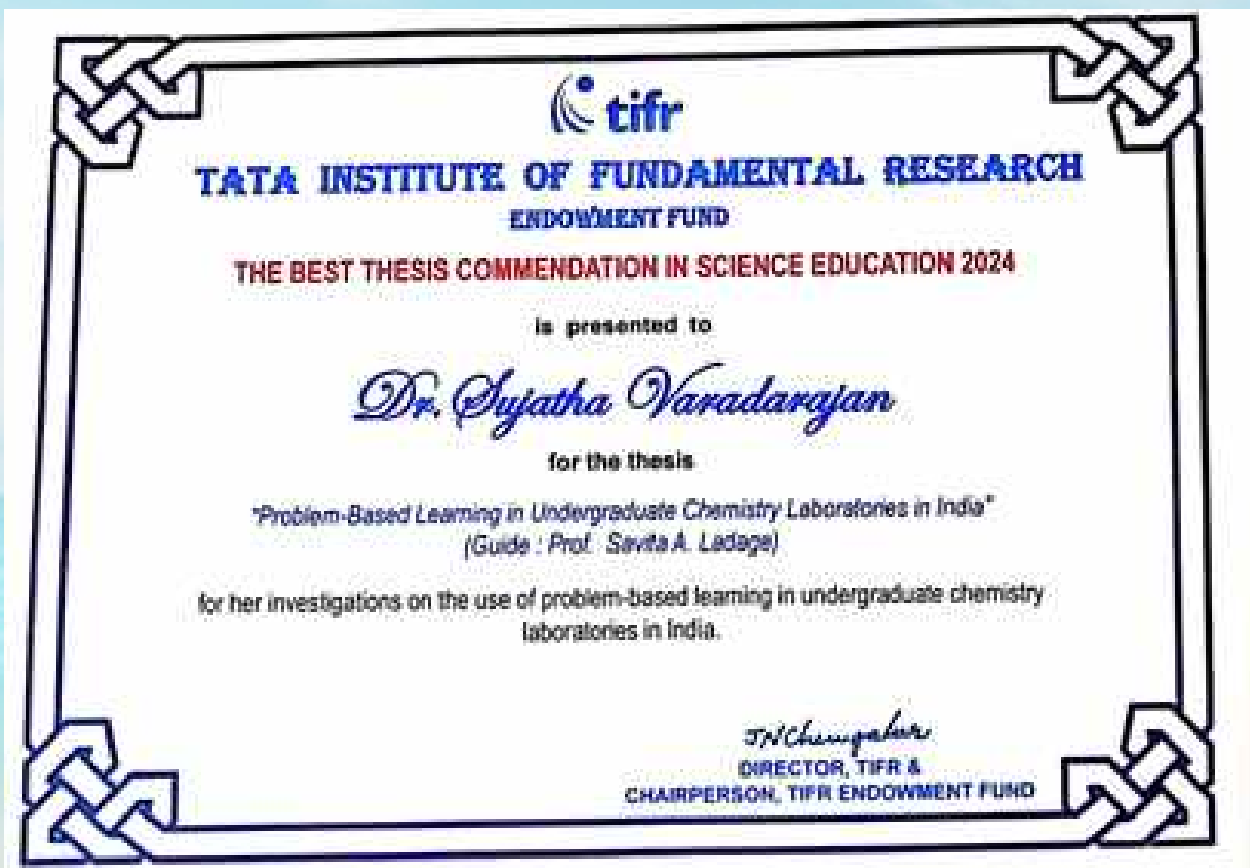 tifr
TATA INSTITUTE OF FUNDAMENTAL RESEARCH
ENDOWMENT FUND
THE BEST THESIS COMMENDATION IN SCIENCE EDUCATION 2024
is presented to
Dr. Sujatha Varadarajan
for the thesis
"Problem-Based Learning in Undergraduate Chemistry Laboratories in India"
(Guide : Prof. Savita A. Ladage)
for her investigations on the use of problem-based learning in undergraduate chemistry
laboratories in India.
JNChengalur
DIRECTOR, TIFR &
CHAIRPERSON, TIFR ENDOWMENT FUND